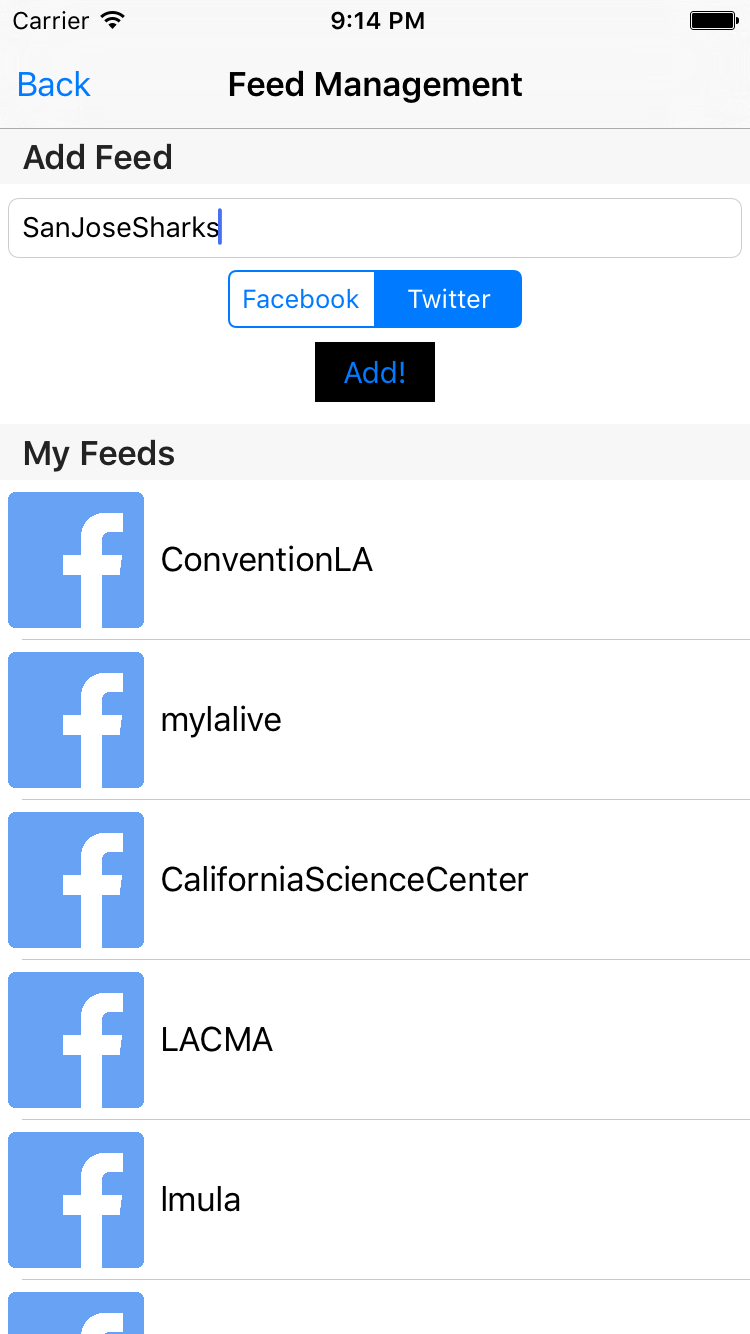 Carrier 9:14 PM
Back Feed Management
Add Feed
SanJoseSharks
Facebook Twitter
Add!
My Feeds
ConventionLA
mylalive
CaliforniaScienceCenter
LACMA
lmula